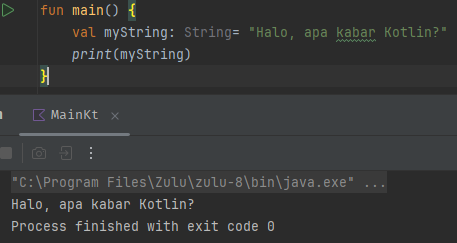 fun main() {
val myString: String= "Halo, apa kabar Kotlin?"
print(myString)
}
MainKt ×
"C:\Program Files\Zulu\zulu-8\bin\java.exe" ...
Halo, apa kabar Kotlin?
Process finished with exit code 0